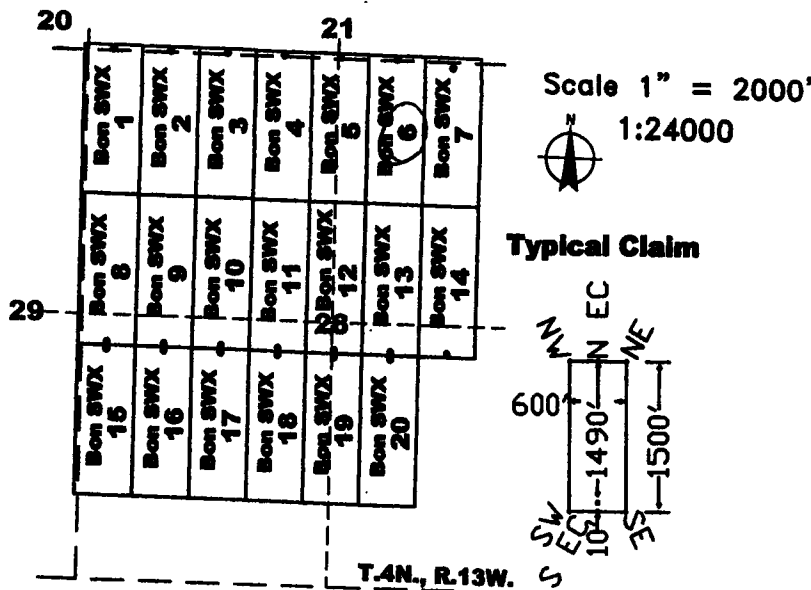 20
21
Scale 1" = 2000'
N
1:24000
Bon SWX 1
Bon SWX 2
Bon SWX 3
Bon SWX 4
Bon SWX 5
Bon SWX 6
Bon SWX 7
Typical Claim
Bon SWX 8
Bon SWX 9
Bon SWX 10
Bon SWX 11
Bon SWX 12
Bon SWX 13
Bon SWX 14
29
28
Bon SWX 15
Bon SWX 16
Bon SWX 17
Bon SWX 18
Bon SWX 19
Bon SWX 20
NW
N EC
NE
600'
1490'
1500'
10'
SW
S EC
SE
T.4N., R.13W.